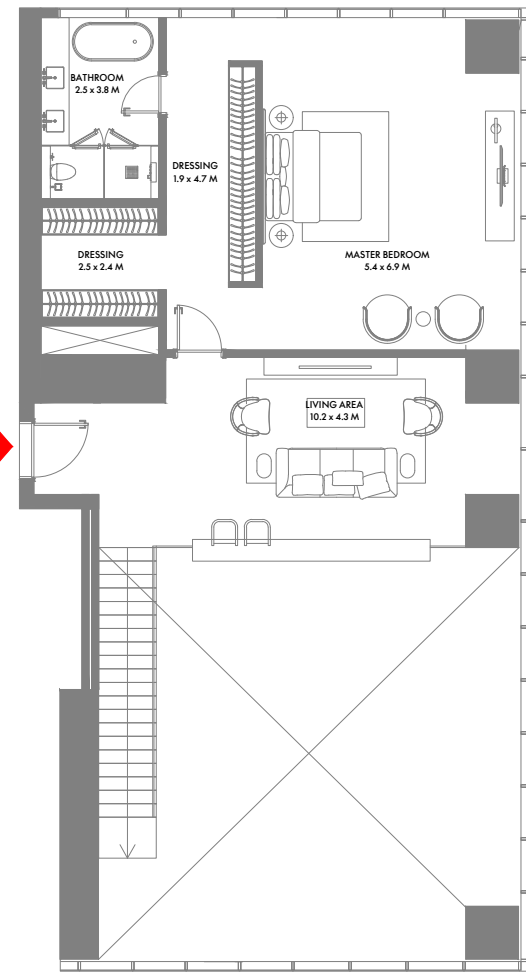 BATHROOM
2.5 x 3.8 M
DRESSING
1.9 x 4.7 M
DRESSING
2.5 x 2.4 M
MASTER BEDROOM
5.4 x 6.9 M
LIVING AREA
10.2 x 4.3 M